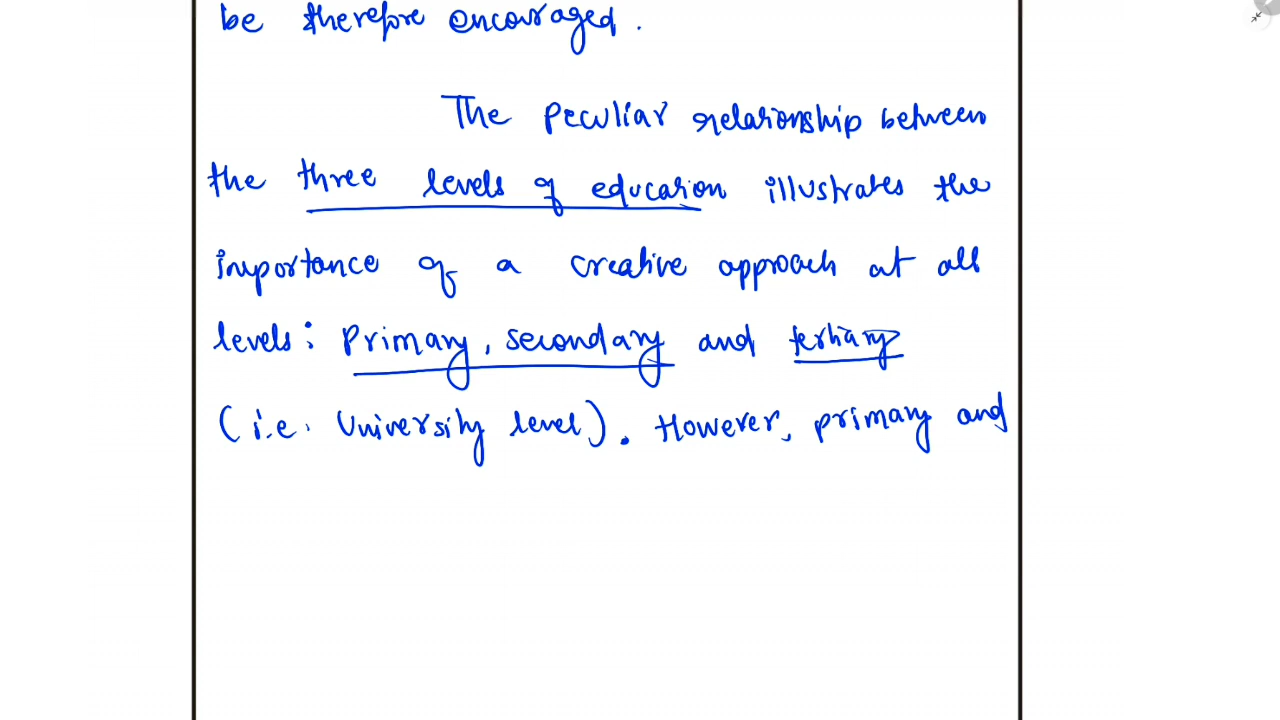 be therefore encouraged.
The Peculiar relationship between
the three levels of education illustrates the
importance of a creative approach at all
levels: Primary, secondary and tertiary
(i.e. University level). However, primary and